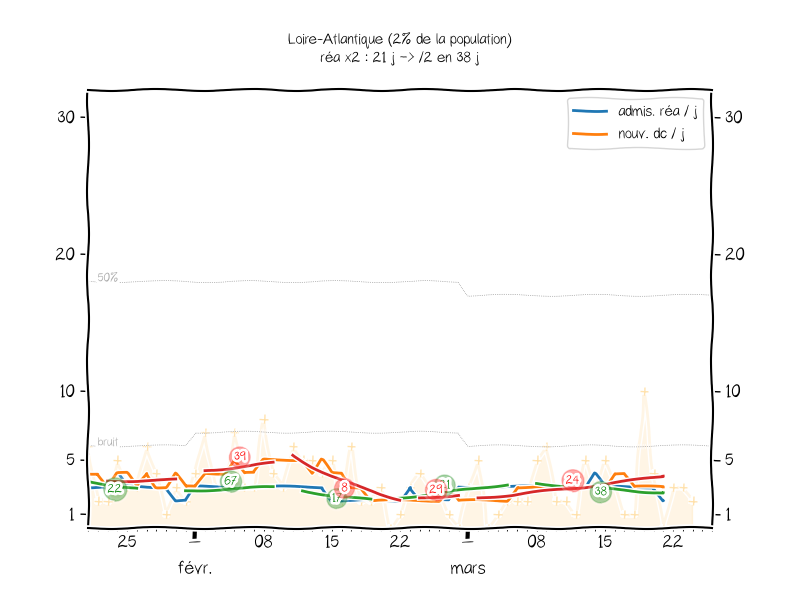 Loire-Atlantique (2% de la population)
réa x2 : 21 j -> /2 en 38 j
admis. réa / j
nouv. dc / j
30 30
20 20
50%
10 10
bruit
5 5
39
67
22
8
17
29
24
38
1 1
25 08 15 22 08 15 22
févr. mars